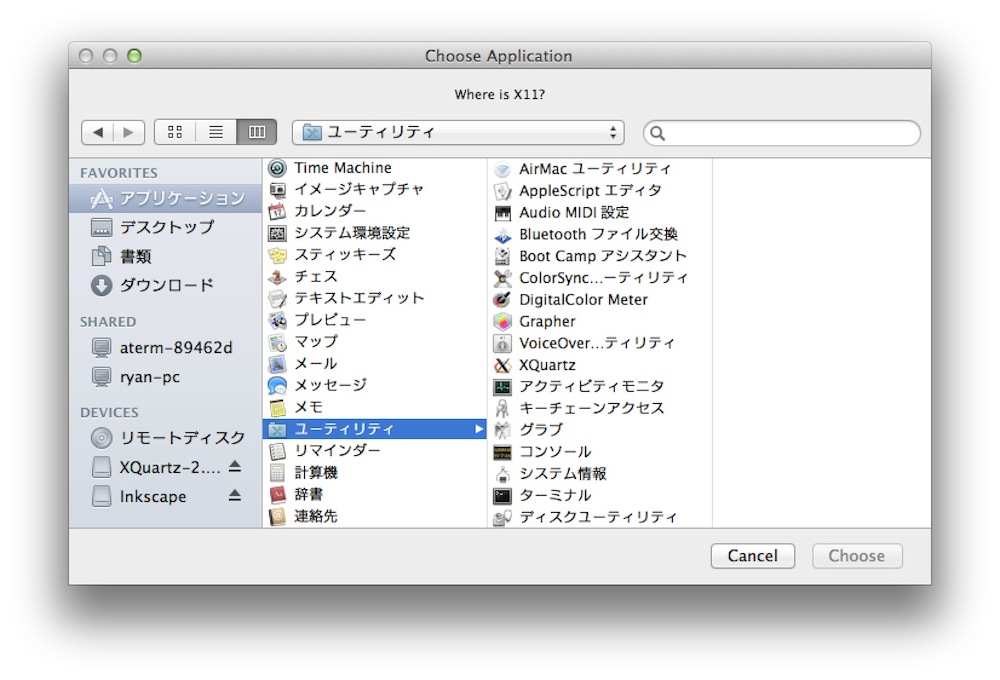 Choose Application
Where is X11?
ユーティリティ
FAVORITES
アプリケーション
デスクトップ
書類
ダウンロード
SHARED
aterm-89462d
ryan-pc
DEVICES
リモートディスク
XQuartz-2....
Inkscape
Time Machine
イメージキャプチャ
カレンダー
システム環境設定
スティッキーズ
チェス
テキストエディット
プレビュー
マップ
メール
メッセージ
メモ
ユーティリティ
リマインダー
計算機
辞書
連絡先
AirMac ユーティリティ
AppleScript エディタ
Audio MIDI 設定
Bluetooth ファイル交換
Boot Camp アシスタント
ColorSync...ーティリティ
DigitalColor Meter
Grapher
VoiceOver...ティリティ
XQuartz
アクティビティモニタ
キーチェーンアクセス
グラブ
コンソール
システム情報
ターミナル
ディスクユーティリティ
Cancel
Choose